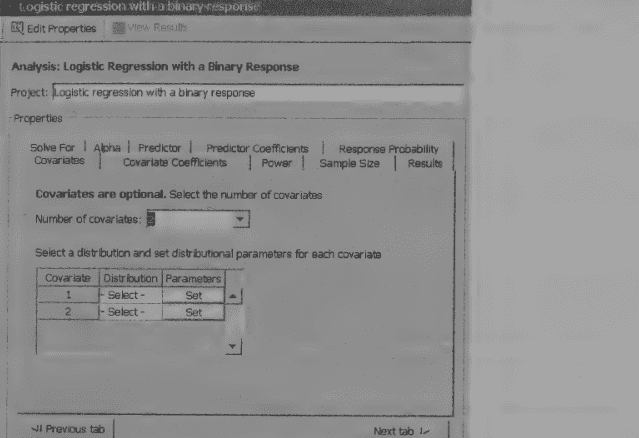 Logistic regression with a binary response
Edit Properties View Results
Analysis: Logistic Regression with a Binary Response
Project: Logistic regression with a binary response
Properties
Solve For Alpha Predictor Predictor Coefficients Response Probability
Covariates Covariate Coefficients Power Sample Size Results
Covariates are optional. Select the number of covariates
Number of covariates: 2
Select a distribution and set distributional parameters for each covariate
Covariate Distribution Parameters
1 - Select - Set
2 - Select - Set
Previous tab Next tab